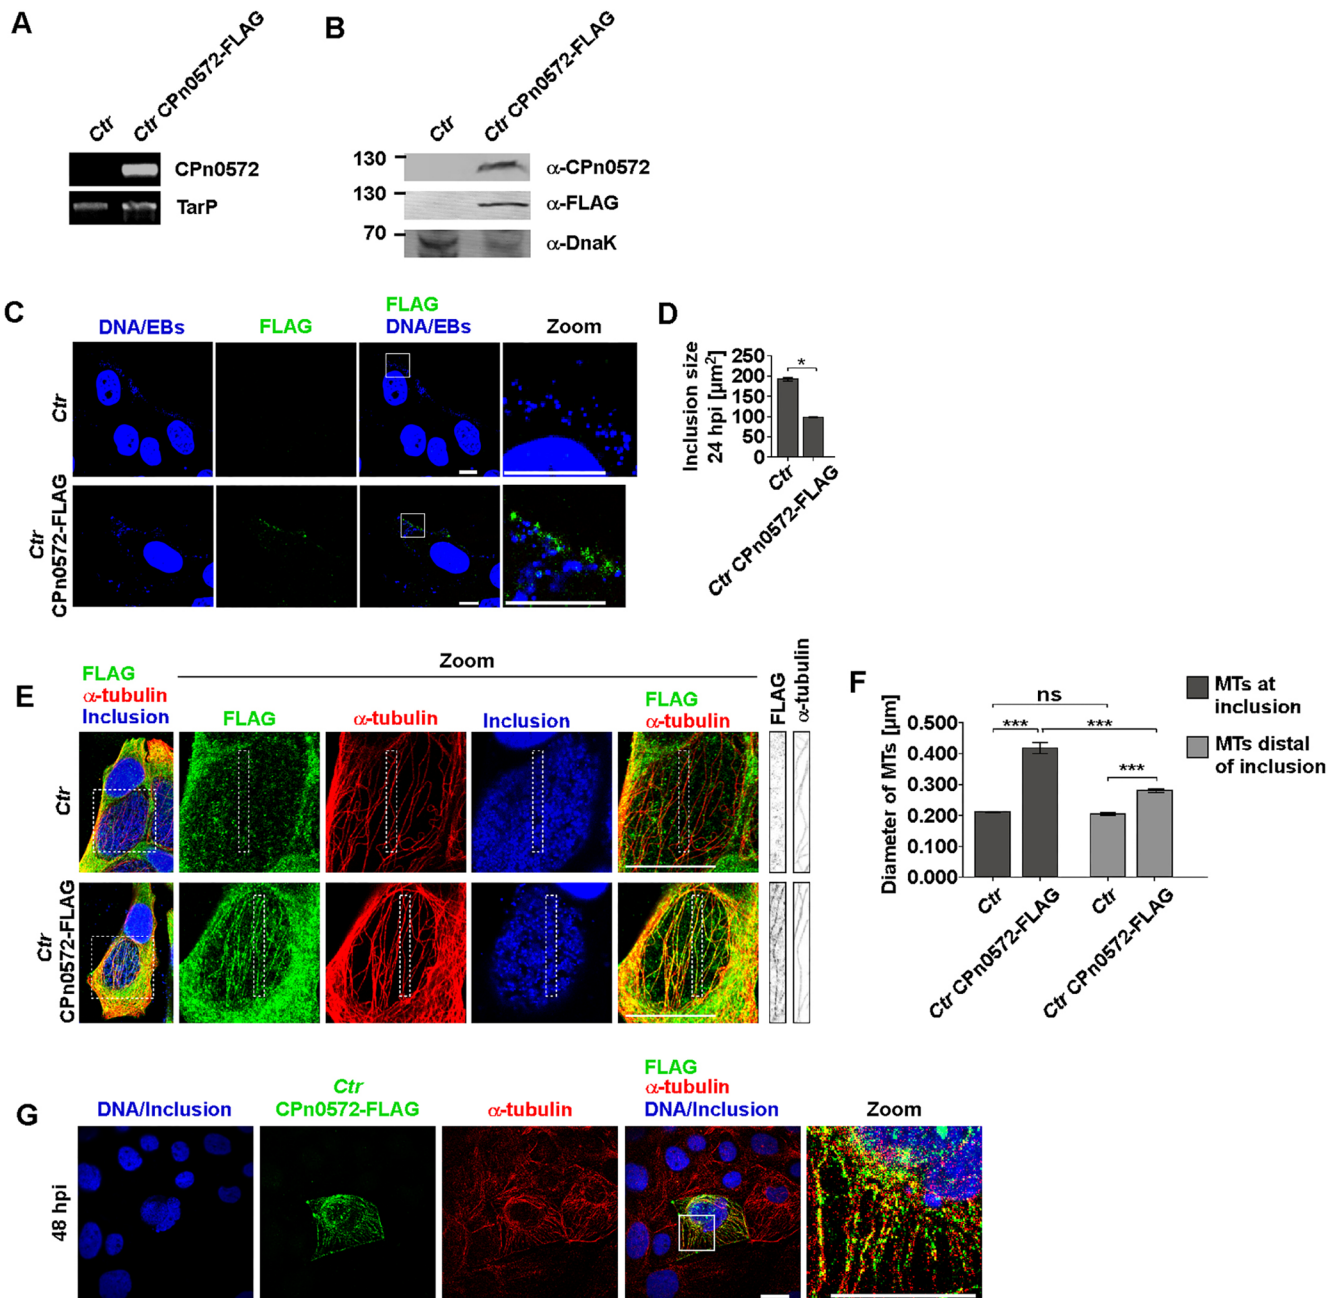 A
Ctr
Ctr CPn0572-FLAG
CPn0572
TarP
B
Ctr
Ctr CPn0572-FLAG
130
α-CPn0572
130
α-FLAG
70
α-DnaK
C
DNA/EBs
FLAG
FLAG
DNA/EBs
Zoom
Ctr
Ctr
CPn0572-FLAG
D
Inclusion size
24 hpi [µm²]
250
200
150
100
50
0
*
Ctr
Ctr CPn0572-FLAG
E
FLAG
α-tubulin
Inclusion
Zoom
FLAG
α-tubulin
Inclusion
FLAG
α-tubulin
FLAG
α-tubulin
Ctr
Ctr
CPn0572-FLAG
F
Diameter of MTs [µm]
0.500
0.400
0.300
0.200
0.100
0.000
ns
***
***
***
Ctr
Ctr CPn0572-FLAG
Ctr
Ctr CPn0572-FLAG
MTs at
inclusion
MTs distal
of inclusion
G
DNA/Inclusion
Ctr
CPn0572-FLAG
α-tubulin
FLAG
α-tubulin
DNA/Inclusion
Zoom
48 hpi